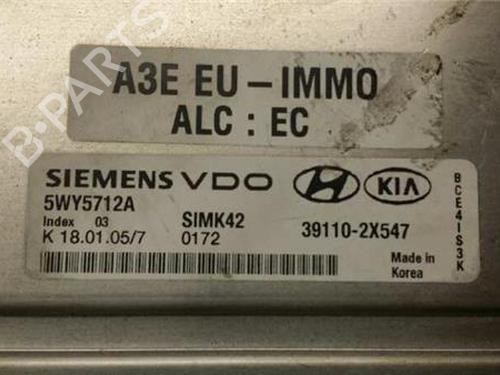 A3E EU-IMMO
ALC : EC
B-PARTS
SIEMENS VDO
KIA
5WY5712A
Index 03
SIMK42
K 18.01.05/7
0172
39110-2X547
Made in
Korea
BCE4IS3K